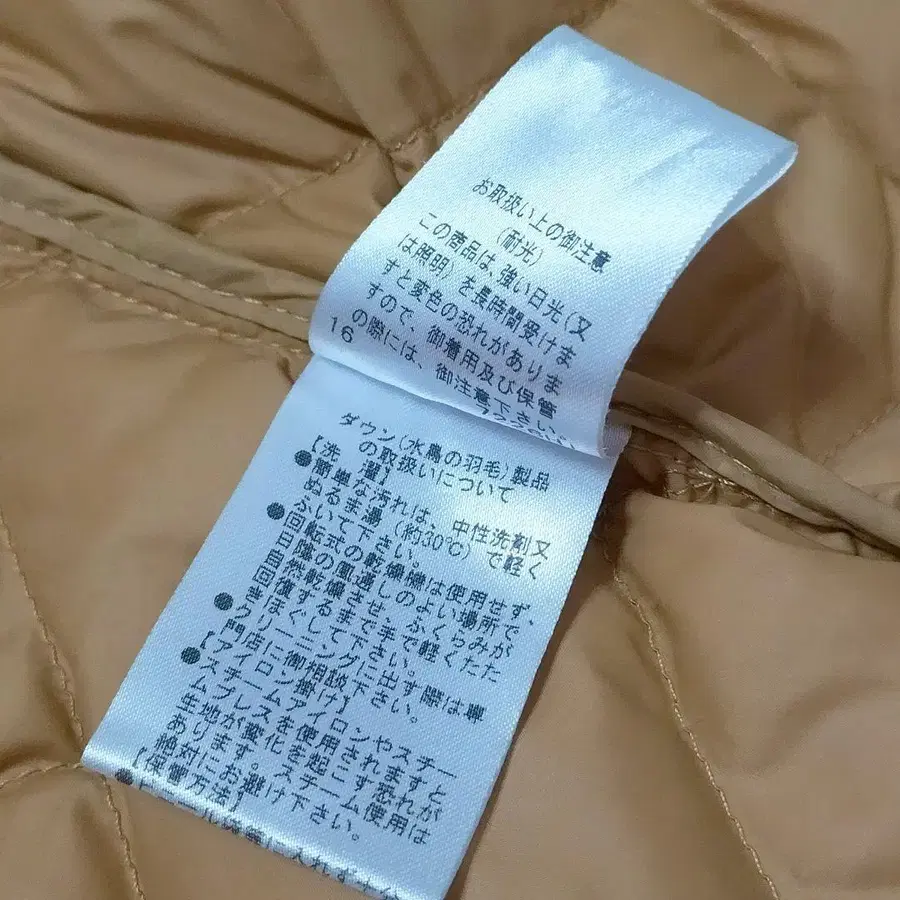 お取扱い上の御注意
(耐光)
この商品は、強い日光(又
は照明)を長時間受けま
すと変色の恐れがありま
すので、御着用及び保管
の際には、御注意下さい。
16
ダウン(水鳥の羽毛)製品
の取扱いについて
【洗 濯】
●簡単な汚れは、中性洗剤又
ぬるま湯(約30℃)で軽く
ふいて下さい。
●回転式の乾燥機は使用せず、
日陰の風通しのよい場所で
自然乾燥させ、ふくらみが
回復するまで手で軽くたた
きほぐして下さい。
●クリーニングに出す際は専
門店に御相談下さい。
【アイロン掛け】
●スチームアイロンやスチー
ムプレスを使用されますと
生地が変化を起こす恐れが
あります。スチーム使用は
絶対にお避け下さい。
【保管方法】